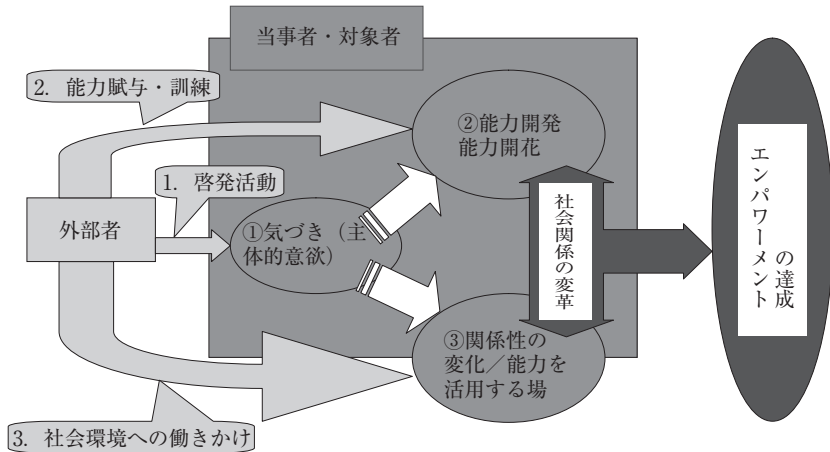 当事者・対象者
2. 能力賦与・訓練
②能力開発
能力開花
1. 啓発活動
外部者
①気づき（主
体的意欲）
社会関係の変革
エンパワーメント
の達成
③関係性の
変化／能力を
活用する場
3. 社会環境への働きかけ